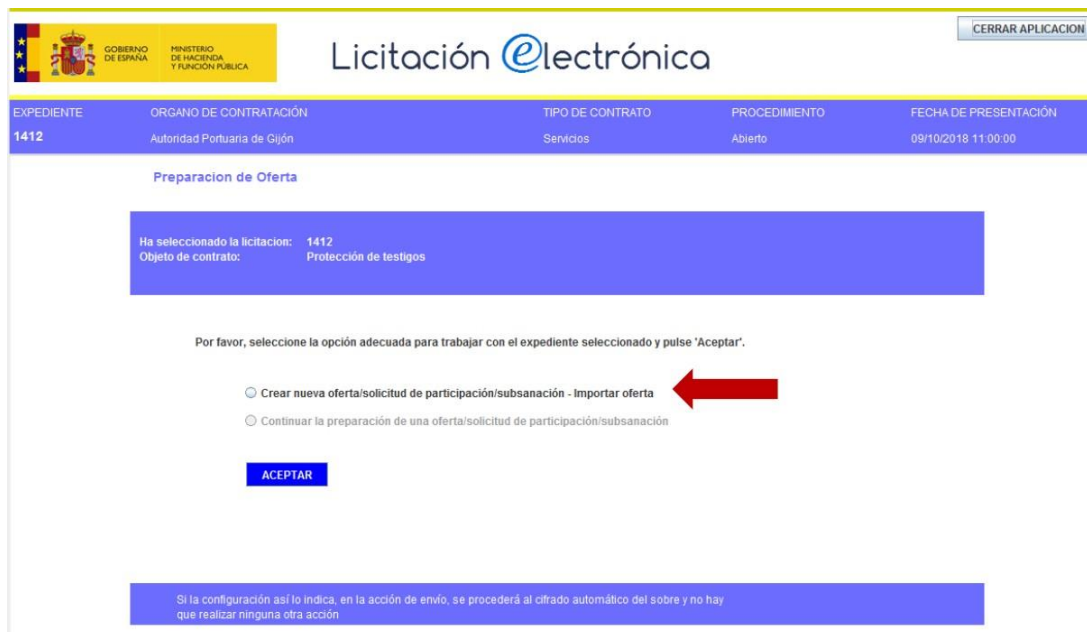 CERRAR APLICACION
GOBIERNO DE ESPAÑA
MINISTERIO DE HACIENDA Y FUNCIÓN PÚBLICA
Licitación electrónica
EXPEDIENTE ORGANO DE CONTRATACIÓN TIPO DE CONTRATO PROCEDIMIENTO FECHA DE PRESENTACIÓN
1412 Autoridad Portuaria de Gijón Servicios Abierto 09/10/2018 11:00:00
Preparacion de Oferta
Ha seleccionado la licitacion: 1412
Objeto de contrato: Protección de testigos
Por favor, seleccione la opción adecuada para trabajar con el expediente seleccionado y pulse 'Aceptar'.
Crear nueva oferta/solicitud de participación/subsanación - Importar oferta
Continuar la preparación de una oferta/solicitud de participación/subsanación
ACEPTAR
Si la configuración así lo indica, en la acción de envío, se procederá al cifrado automático del sobre y no hay
que realizar ninguna otra acción